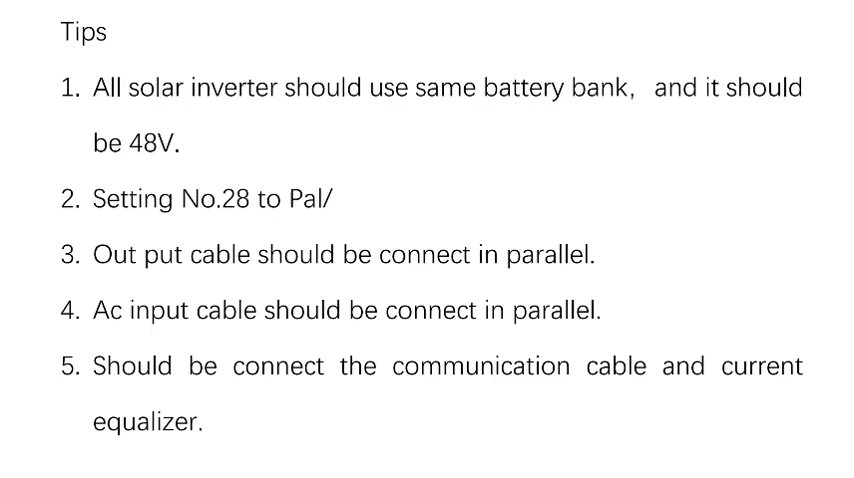 Tips
1. All solar inverter should use same battery bank， and it should
be 48V.
2. Setting No.28 to Pal/
3. Out put cable should be connect in parallel.
4. Ac input cable should be connect in parallel.
5. Should be connect the communication cable and current
equalizer.